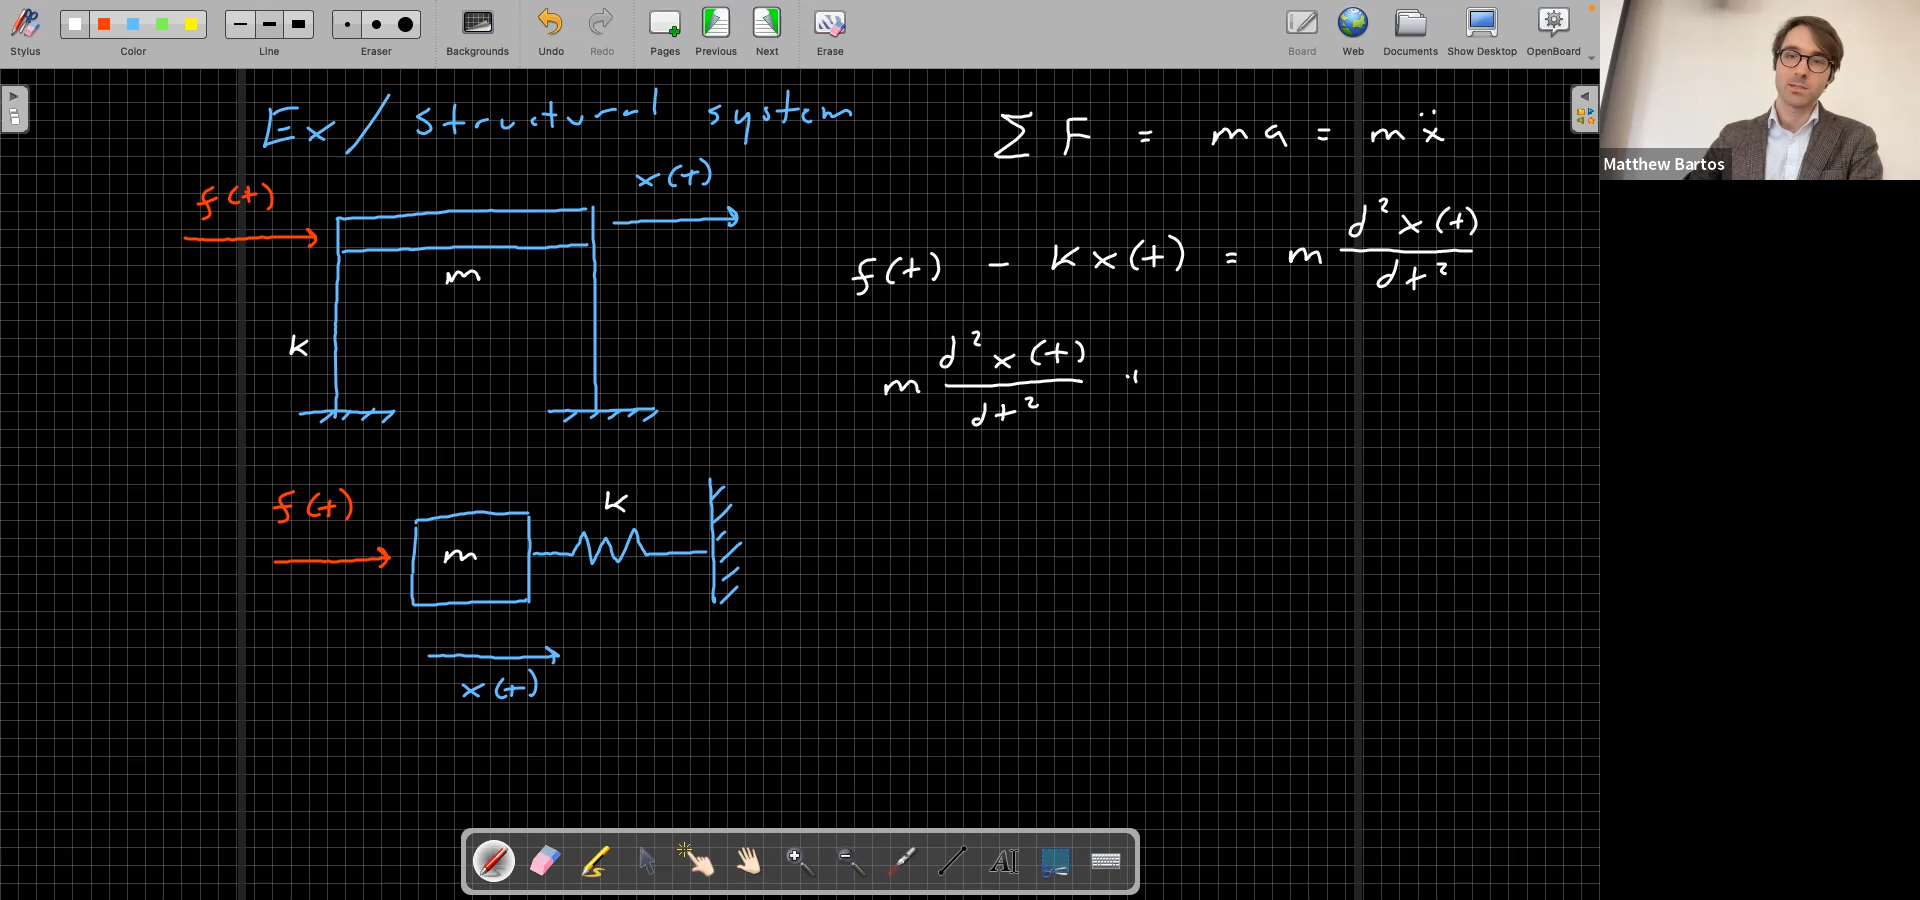 Stylus
Color
Line
Eraser
Backgrounds
Undo
Redo
Pages
Previous
Next
Erase
Board
Web
Documents
Show Desktop
OpenBoard
Matthew Bartos
Ex/ structural system
f(t)
x(t)
m
k
f(t)
m
k
x(t)
∑ F = ma = mẍ
f(t) - kx(t) = m d²x(t)/dt²
m d²x(t)/dt²
AI